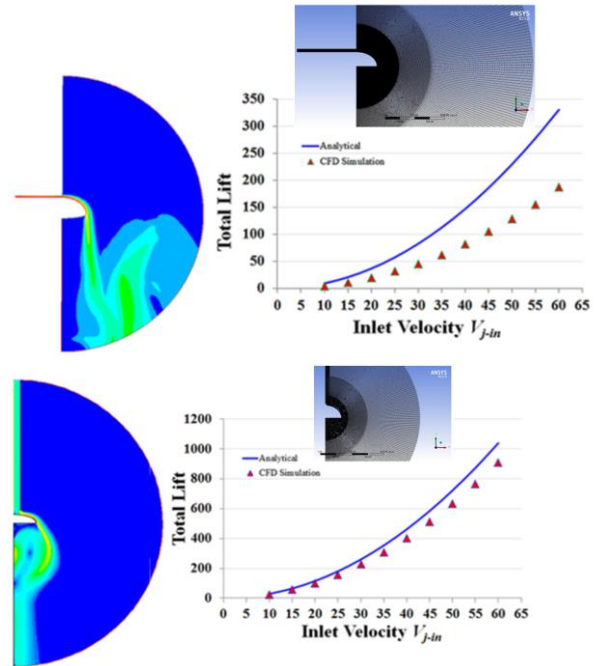 ANSYS
350
300
250
200
150
100
50
0
Total Lift
Analytical
CFD Simulation
0 5 10 15 20 25 30 35 40 45 50 55 60 65
Inlet Velocity Vj-in
ANSYS
1200
1000
800
600
400
200
0
Total Lift
Analytical
CFD Simulation
0 5 10 15 20 25 30 35 40 45 50 55 60 65
Inlet Velocity Vj-in